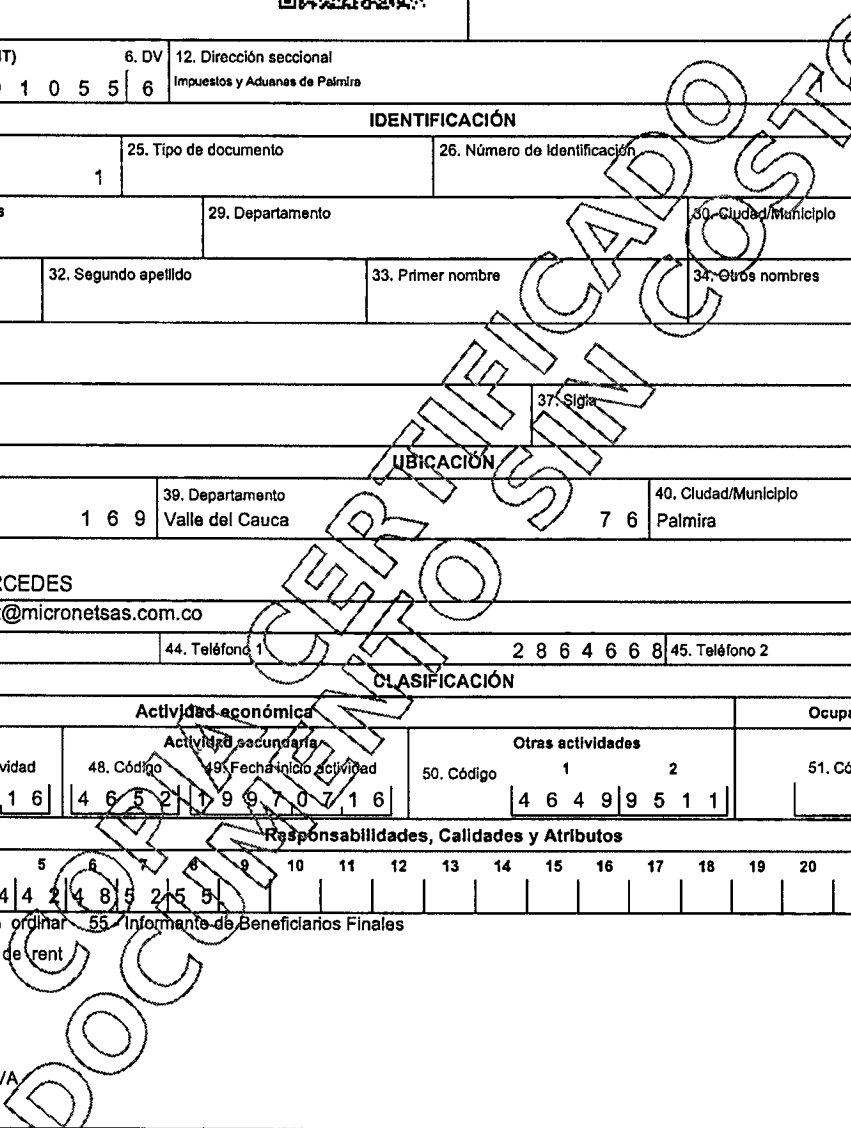 IT) 6. DV 12. Dirección seccional
1 0 5 5 6 Impuestos y Aduanas de Palmira
IDENTIFICACIÓN
25. Tipo de documento 26. Número de Identificación
1
29. Departamento 30. Ciudad/Municipio
32. Segundo apellido 33. Primer nombre 34. Otros nombres
37. Sigla
UBICACIÓN
39. Departamento 40. Ciudad/Municipio
1 6 9 Valle del Cauca 7 6 Palmira
RCEDES
t@micronetsas.com.co
44. Teléfono 1 2 8 6 4 6 6 8 45. Teléfono 2
CLASIFICACIÓN
Actividad económica Ocupa
Actividad secundaria Otras actividades
vidad 48. Código 49. Fecha inicio actividad 50. Código 1 2 51. Có
1 6 4 6 5 2 1 9 9 7 0 7 1 6 4 6 4 9 9 5 1 1
Responsabilidades, Calidades y Atributos
5 6 7 8 9 10 11 12 13 14 15 16 17 18 19 20
4 4 2 4 8 5 2 5 5
ordinar 55 - Informante de Beneficiarios Finales
de rent
VA
COPIA CERTIFICADO
DOCUMENTO SIN COSTO